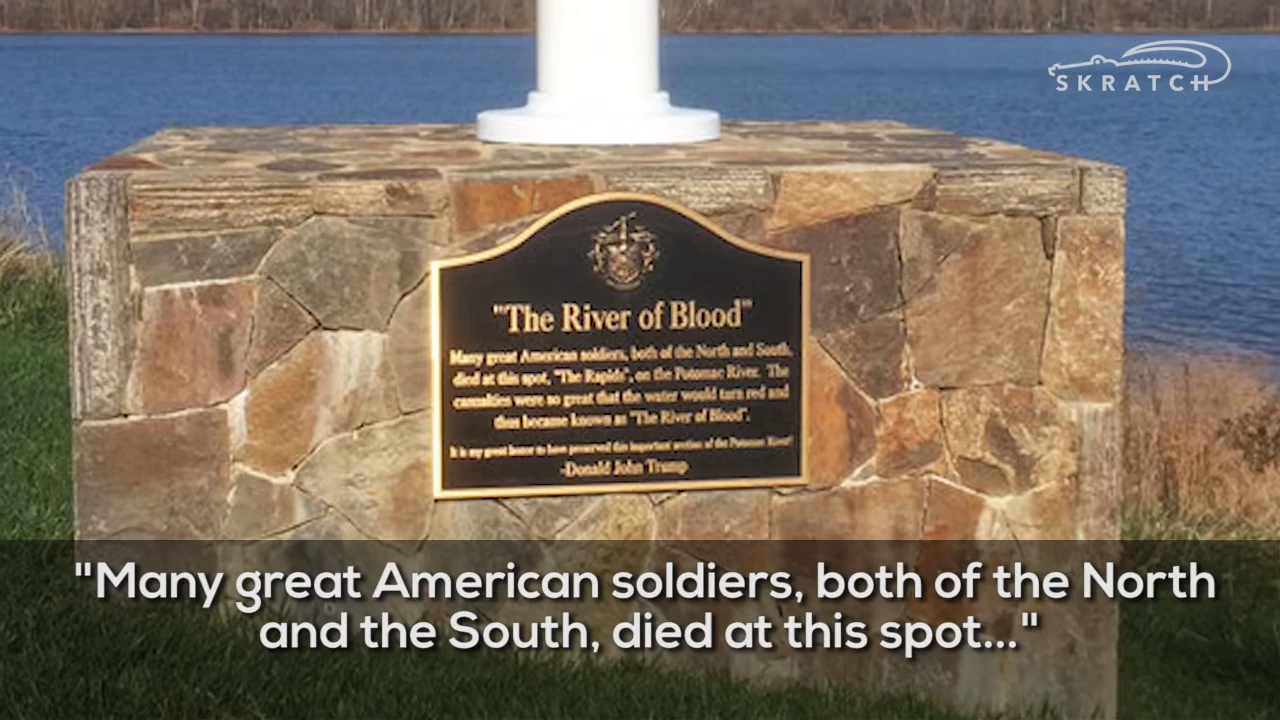 SKRATCH
"The River of Blood"
Many great American soldiers, both of the North and South,
died at this spot, "The Rapids", on the Potomac River. The
casualties were so great that the water would turn red and
thus became known as "The River of Blood".
It is my great honor to have preserved this important section of the Potomac River!
-Donald John Trump
"Many great American soldiers, both of the North
and the South, died at this spot..."